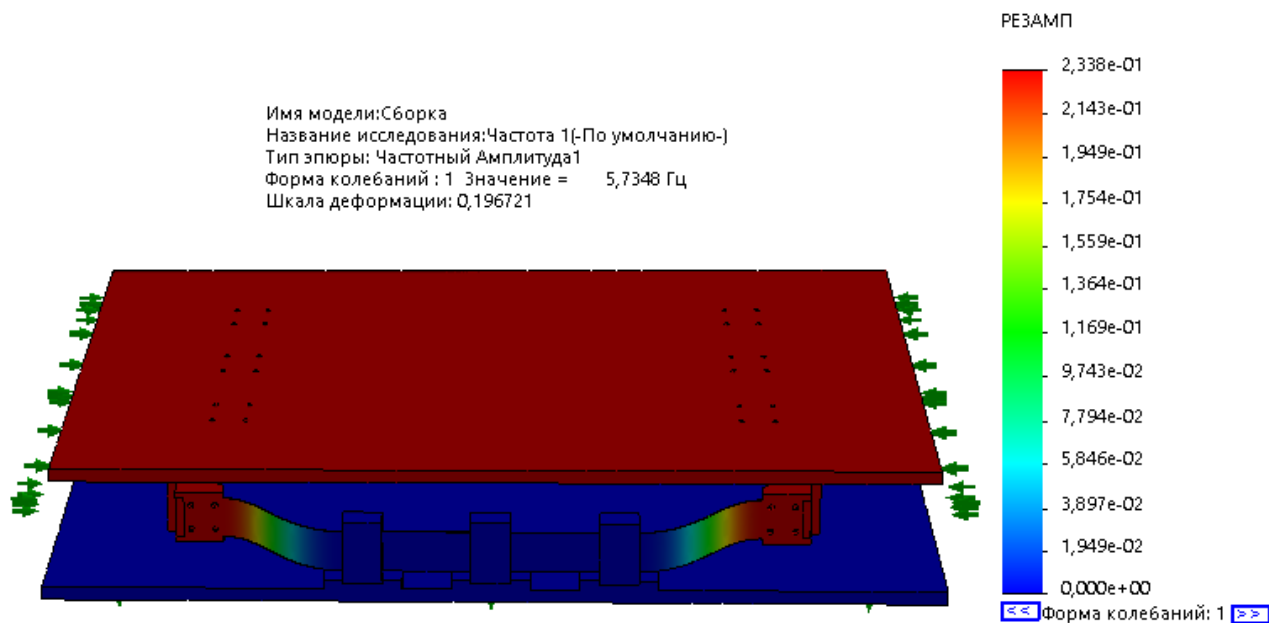 РЕЗАМП
2,338e-01
2,143e-01
1,949e-01
1,754e-01
1,559e-01
1,364e-01
1,169e-01
9,743e-02
7,794e-02
5,846e-02
3,897e-02
1,949e-02
0,000e+00
<< Форма колебаний: 1 >>
Имя модели:Сборка
Название исследования:Частота 1(-По умолчанию-)
Тип эпюры: Частотный Амплитуда1
Форма колебаний : 1 Значение = 5,7348 Гц
Шкала деформации: 0,196721